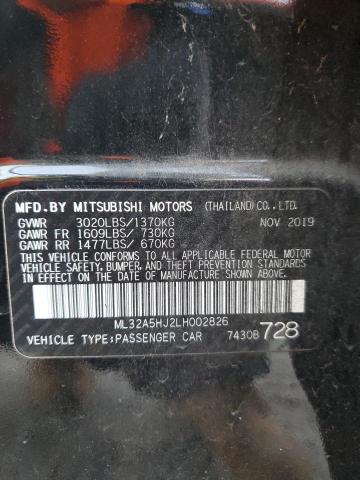 MFD.BY MITSUBISHI MOTORS (THAILAND)CO.,LTD.
GVWR 3020LBS/1370KG NOV 2019
GAWR FR 1609LBS/ 730KG
GAWR RR 1477LBS/ 670KG
THIS VEHICLE CONFORMS TO ALL APPLICABLE
FEDERAL MOTOR VEHICLE SAFETY, BUMPER, AND
THEFT PREVENTION STANDARDS IN EFFECT ON
THE DATE OF MANUFACTURE SHOWN ABOVE.
ML32A5HJ2LH002826
VEHICLE TYPE:PASSENGER CAR 74308 728